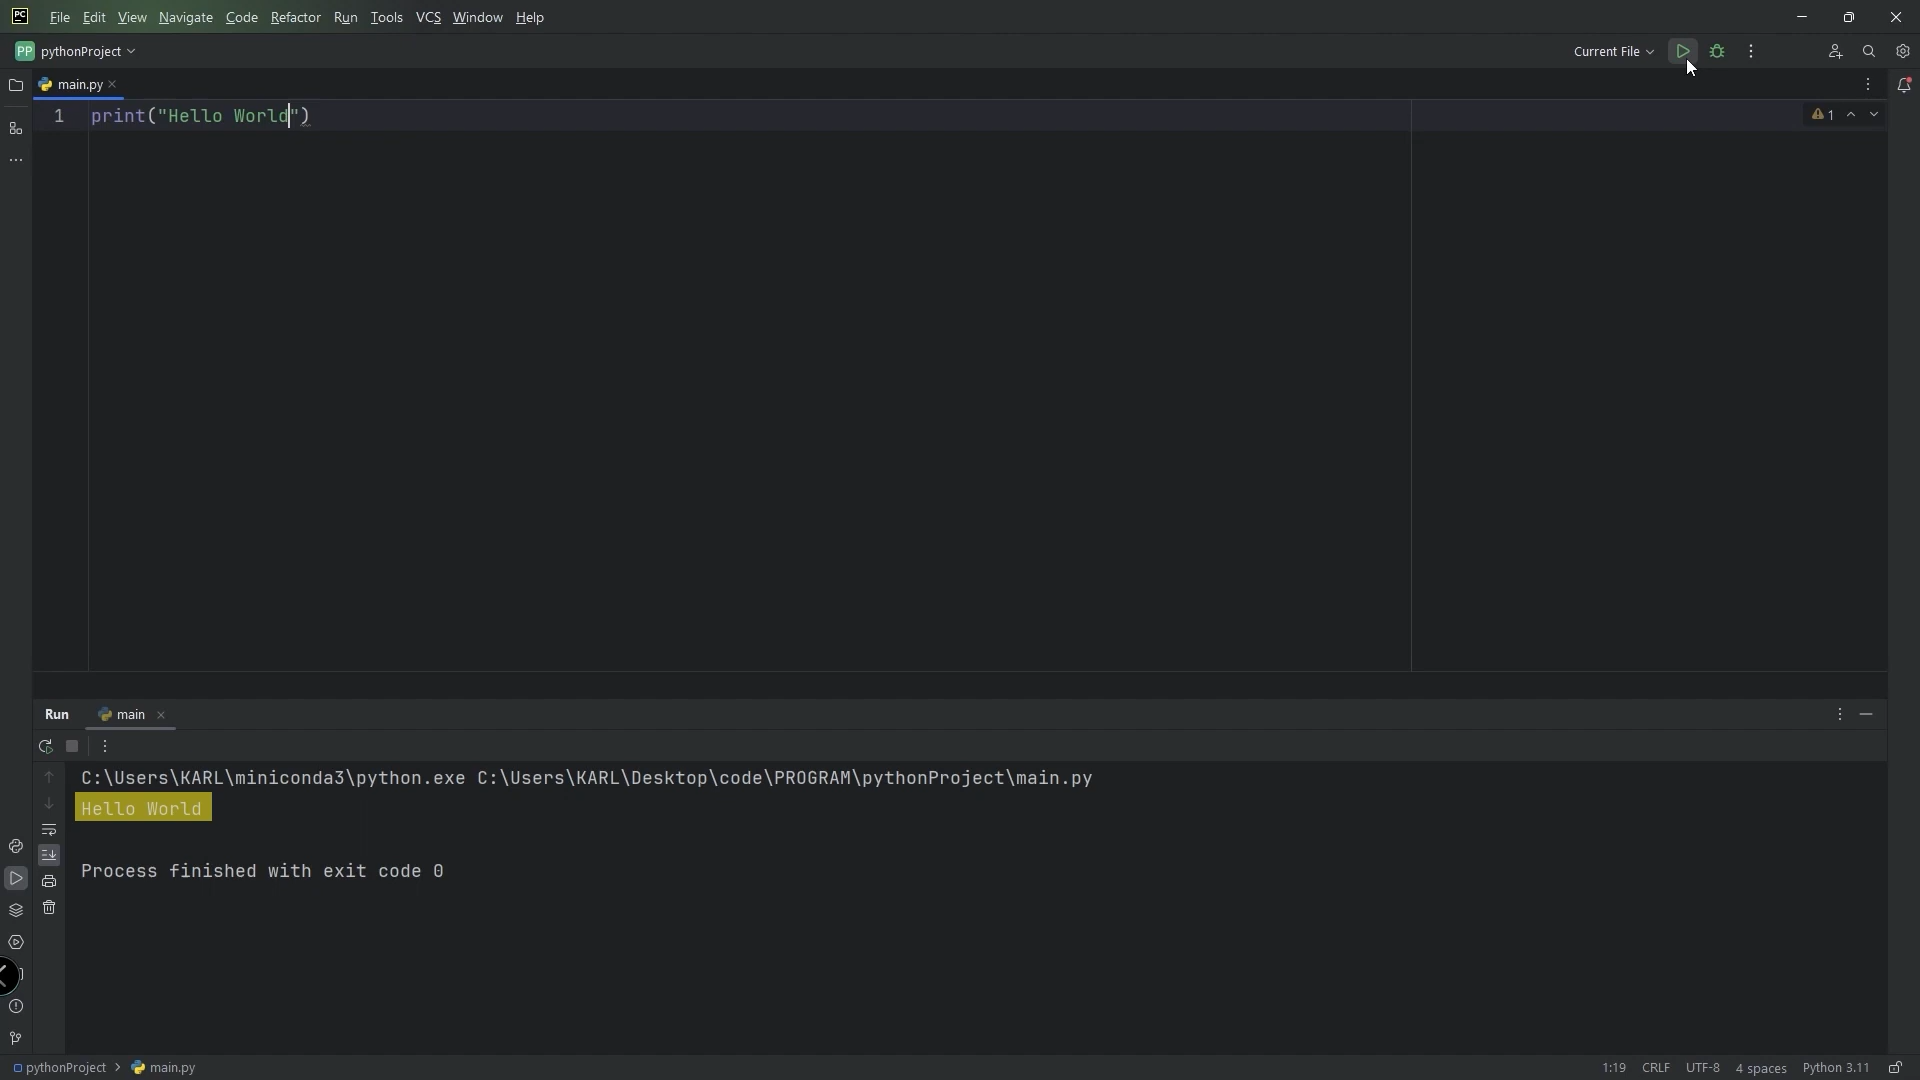 PC File Edit View Navigate Code Refactor Run Tools VCS Window Help
PP pythonProject Current File
main.py
1 print("Hello World") 1
Run main
C:\Users\KARL\miniconda3\python.exe C:\Users\KARL\Desktop\code\PROGRAM\pythonProject\main.py
Hello World
Process finished with exit code 0
pythonProject > main.py 1:19 CRLF UTF-8 4 spaces Python 3.11